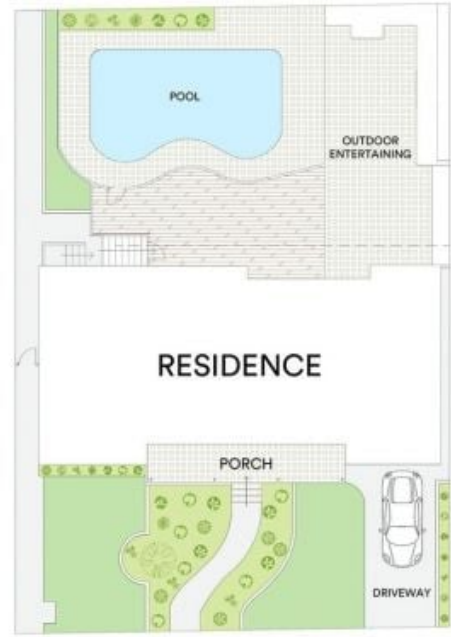 POOL
OUTDOOR
ENTERTAINING
RESIDENCE
PORCH
DRIVEWAY